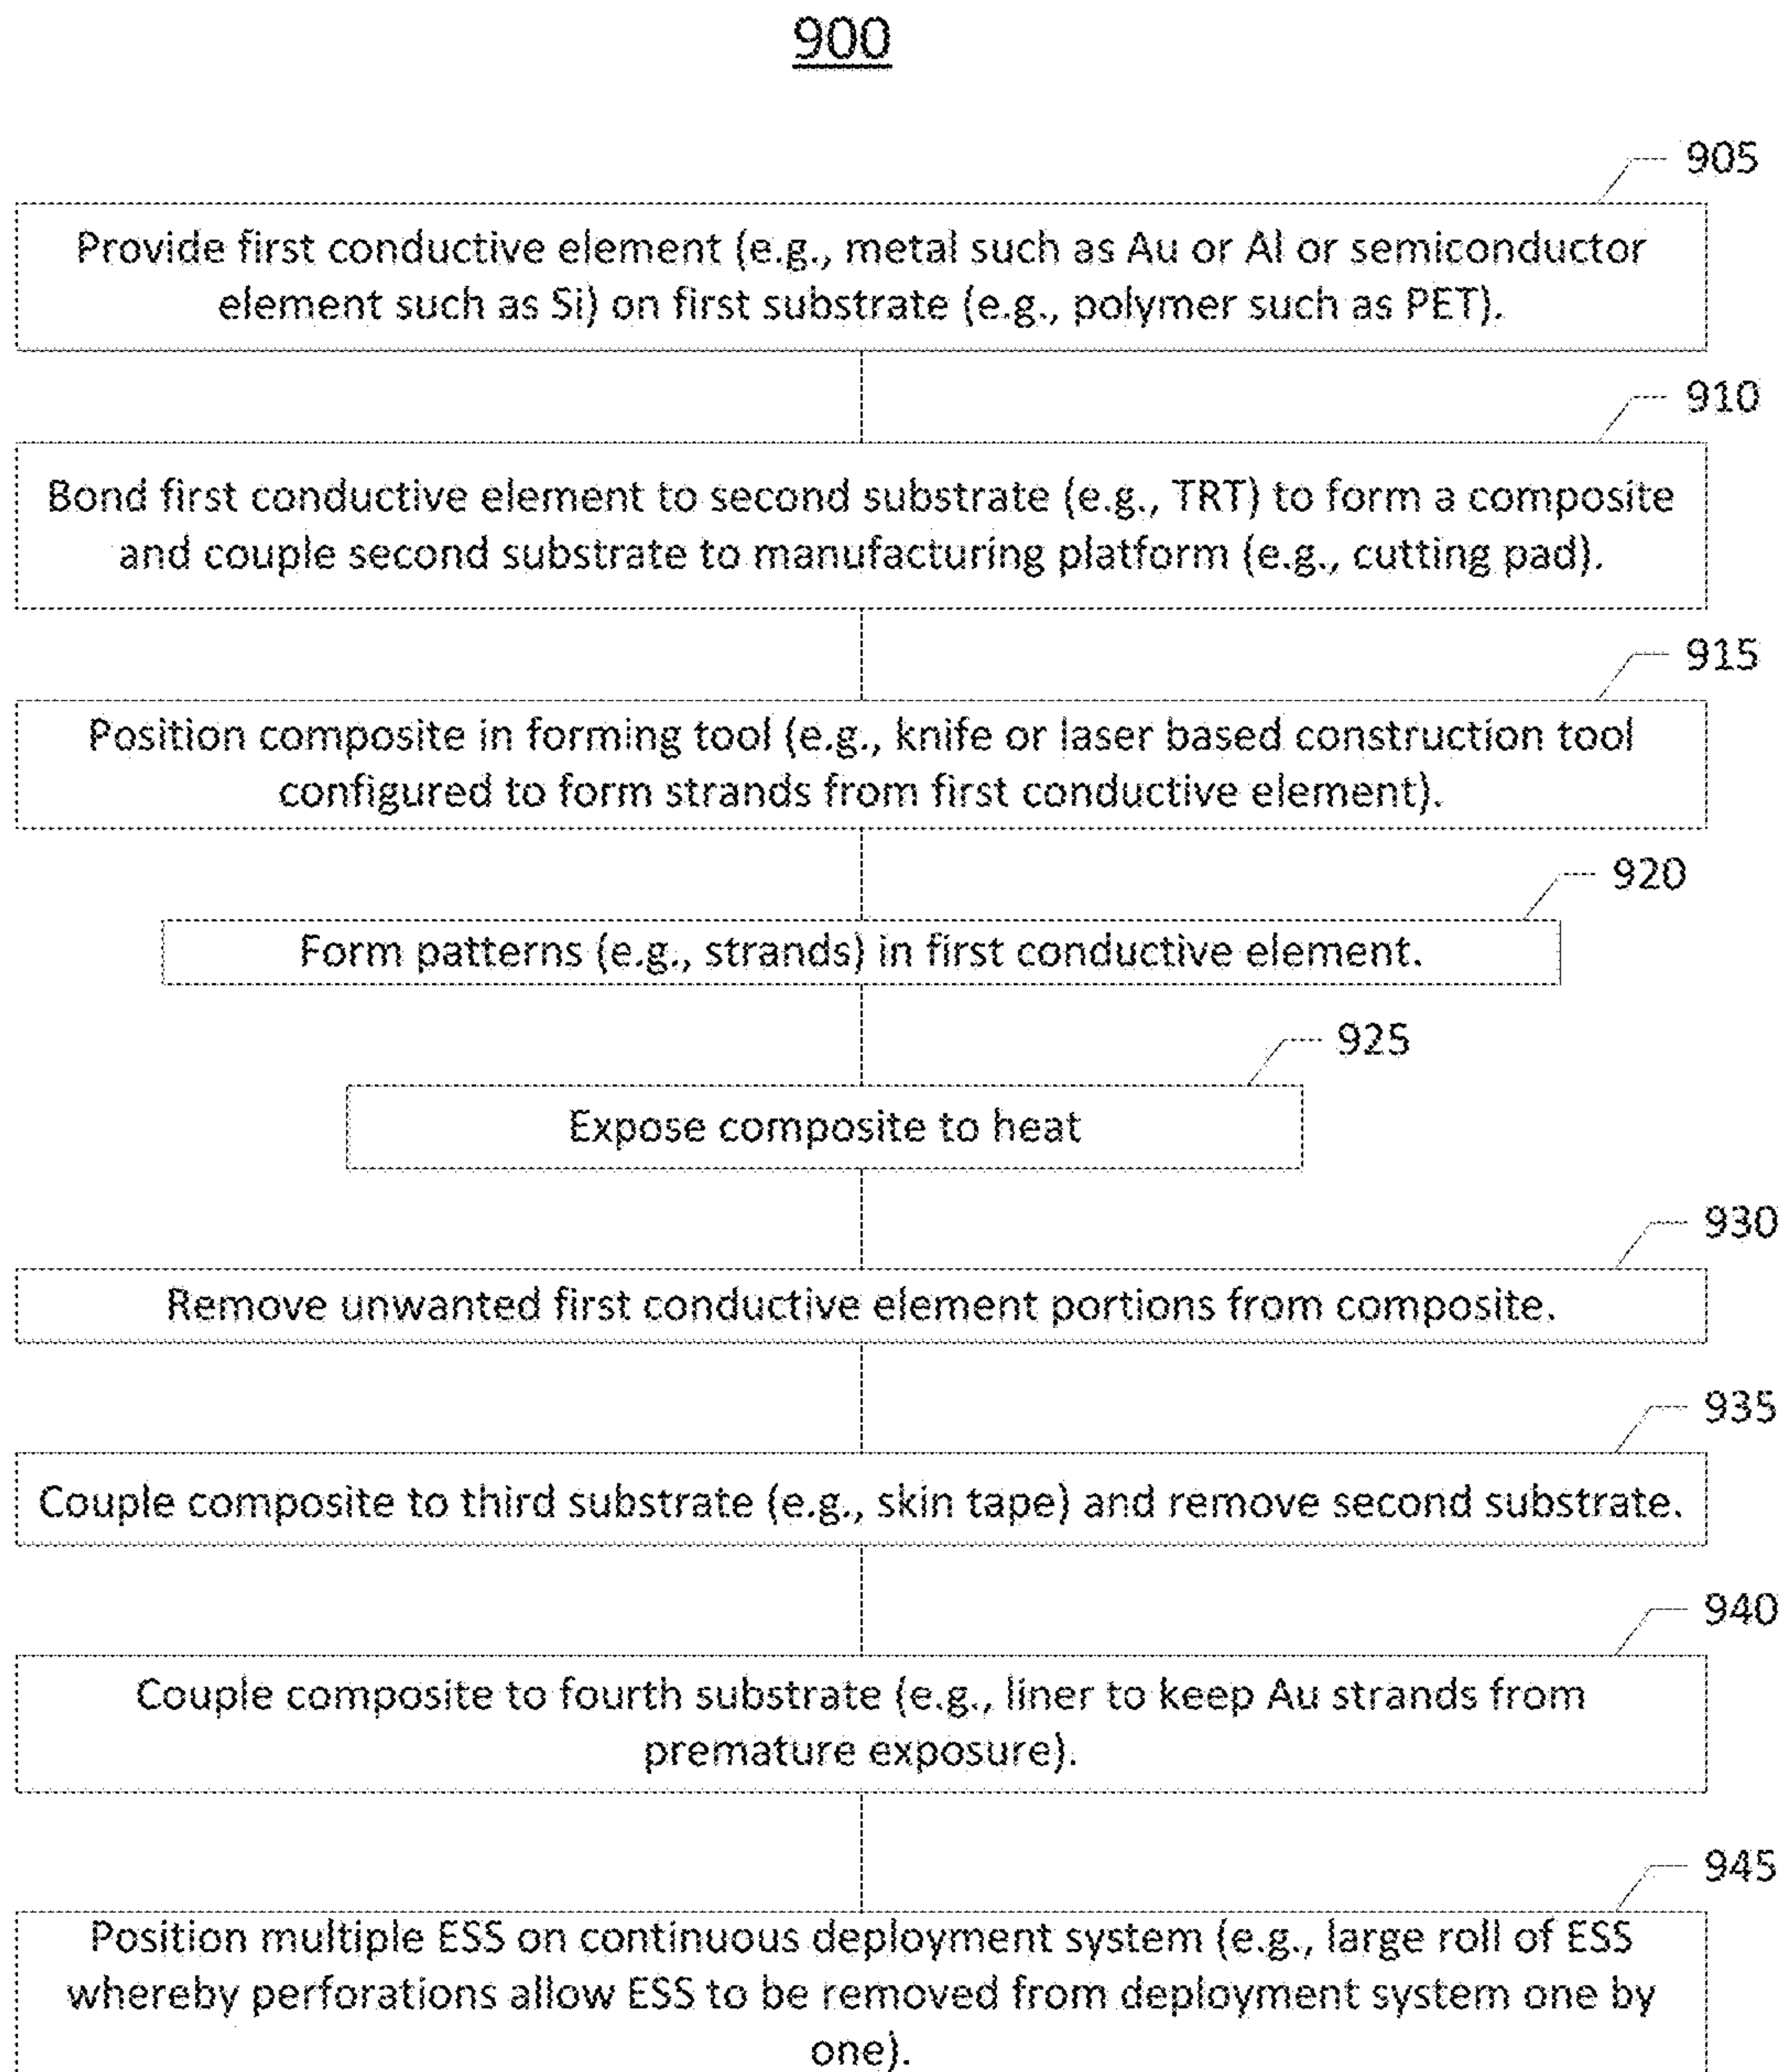 900
905
Provide first conductive element (e.g., metal such as Au or Al or semiconductor
element such as Si) on first substrate (e.g., polymer such as PET).
910
Bond first conductive element to second substrate (e.g., TRT) to form a composite
and couple second substrate to manufacturing platform (e.g., cutting pad).
915
Position composite in forming tool (e.g., knife or laser based construction tool
configured to form strands from first conductive element).
920
Form patterns (e.g., strands) in first conductive element.
925
Expose composite to heat
930
Remove unwanted first conductive element portions from composite.
935
Couple composite to third substrate (e.g., skin tape) and remove second substrate.
940
Couple composite to fourth substrate (e.g., liner to keep Au strands from
premature exposure).
945
Position multiple ESS on continuous deployment system (e.g., large roll of ESS
whereby perforations allow ESS to be removed from deployment system one by
one).